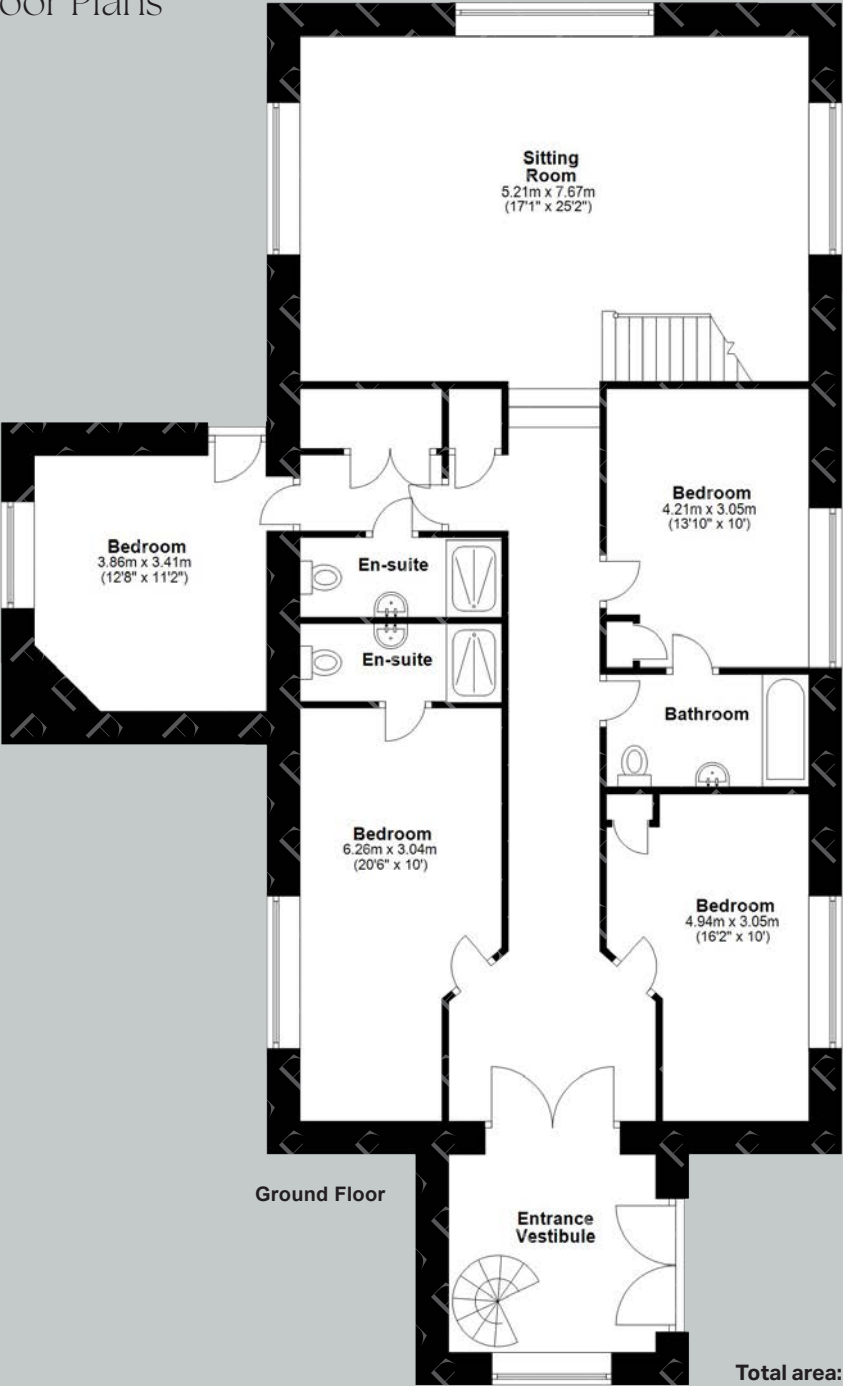 oor Plans
Sitting
Room
5.21m x 7.67m
(17'1" x 25'2")
Bedroom
4.21m x 3.05m
(13'10" x 10')
Bedroom
3.86m x 3.41m
(12'8" x 11'2")
En-suite
En-suite
Bathroom
Bedroom
6.26m x 3.04m
(20'6" x 10')
Bedroom
4.94m x 3.05m
(16'2" x 10')
Ground Floor
Entrance
Vestibule
Total area: